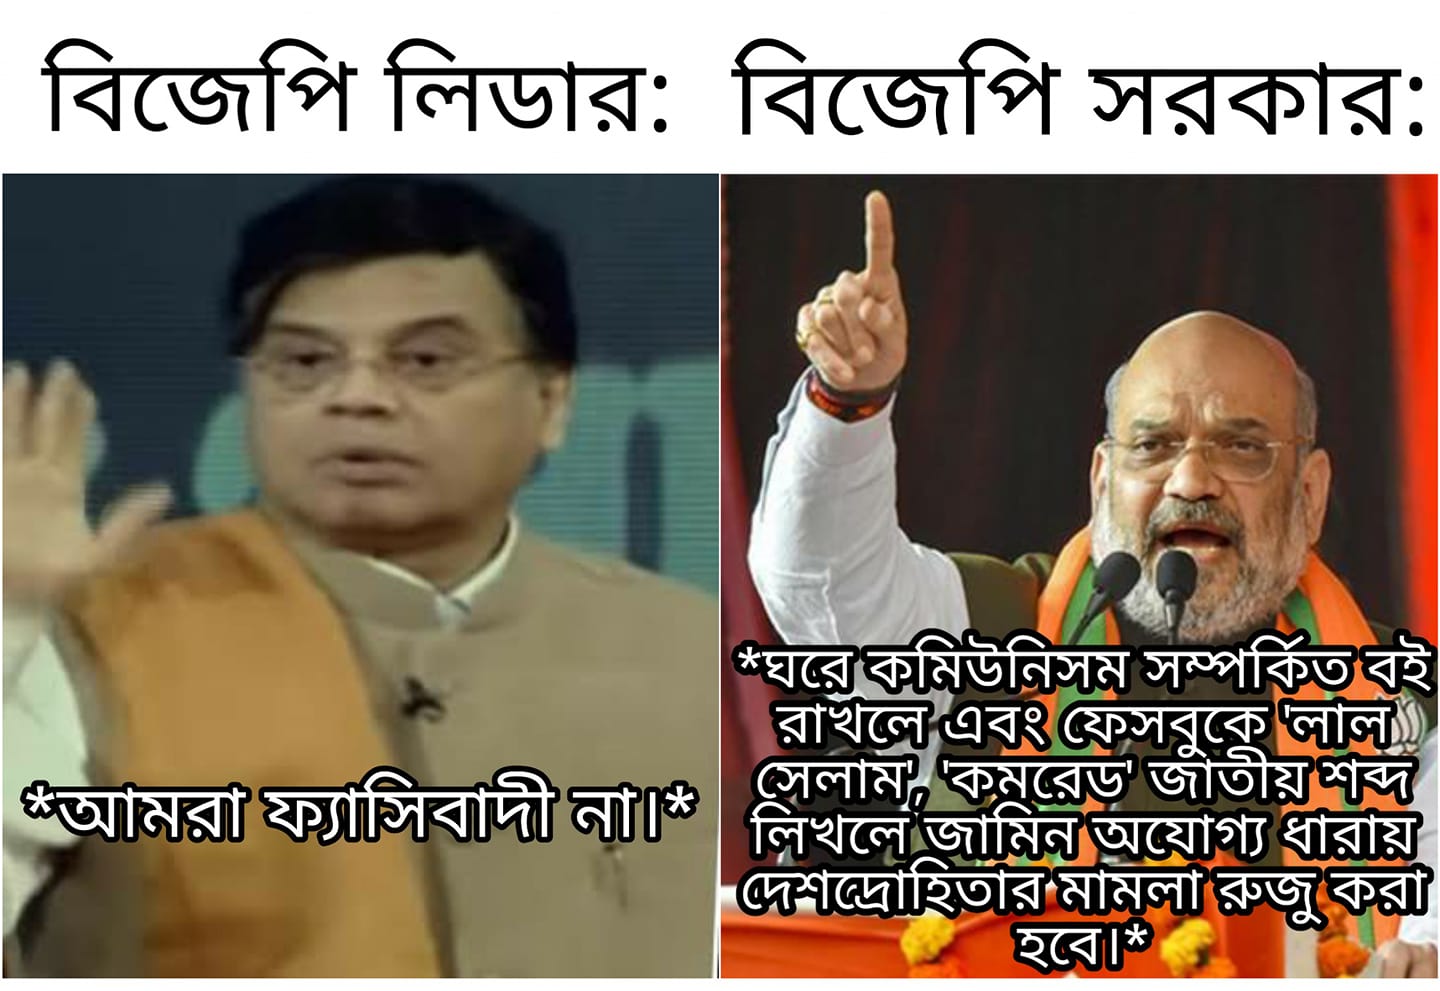 বিজেপি লিডার:
বিজেপি সরকার:
*আমরা ফ্যাসিবাদী না।*
*ঘরে কমিউনিসম সম্পর্কিত বই
রাখলে এবং ফেসবুকে 'লাল
সেলাম', 'কমরেড' জাতীয় শব্দ
লিখলে জামিন অযোগ্য ধারায়
দেশদ্রোহিতার মামলা রুজু করা
হবে।*